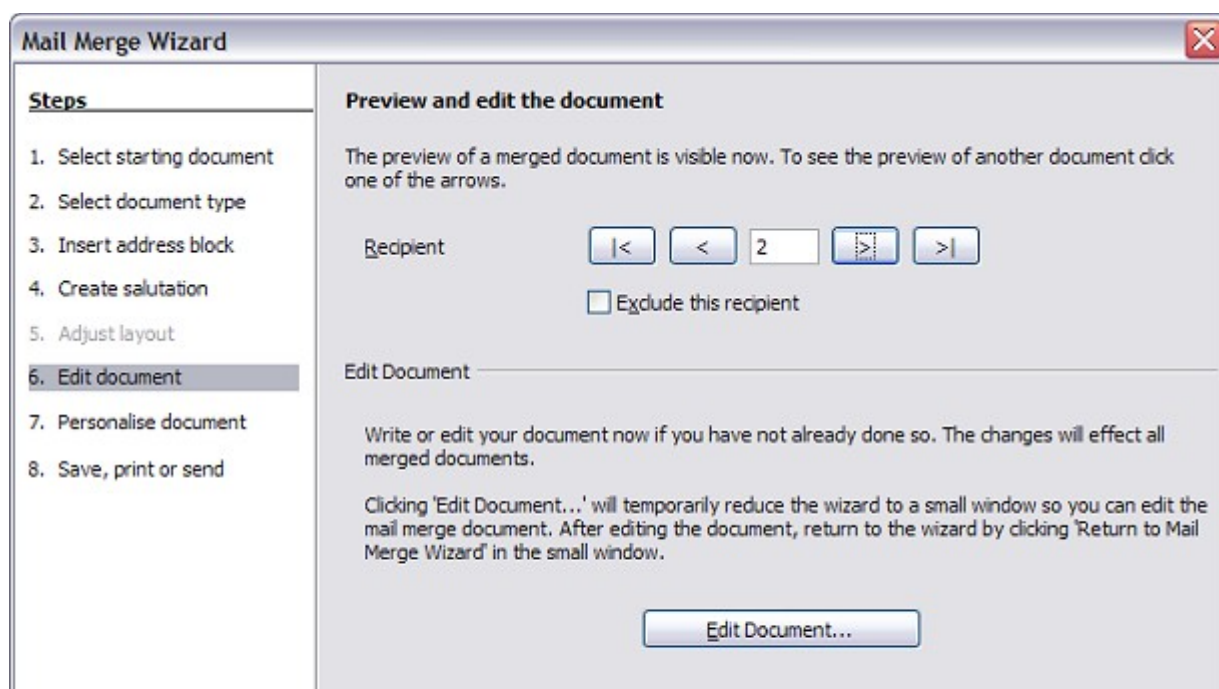 Mail Merge Wizard
Steps
1. Select starting document
2. Select document type
3. Insert address block
4. Create salutation
5. Adjust layout
6. Edit document
7. Personalise document
8. Save, print or send
Preview and edit the document
The preview of a merged document is visible now. To see the preview of another document click
one of the arrows.
Recipient |< < 2 > >|
Exclude this recipient
Edit Document
Write or edit your document now if you have not already done so. The changes will effect all
merged documents.
Clicking 'Edit Document...' will temporarily reduce the wizard to a small window so you can edit the
mail merge document. After editing the document, return to the wizard by clicking 'Return to Mail
Merge Wizard' in the small window.
Edit Document...